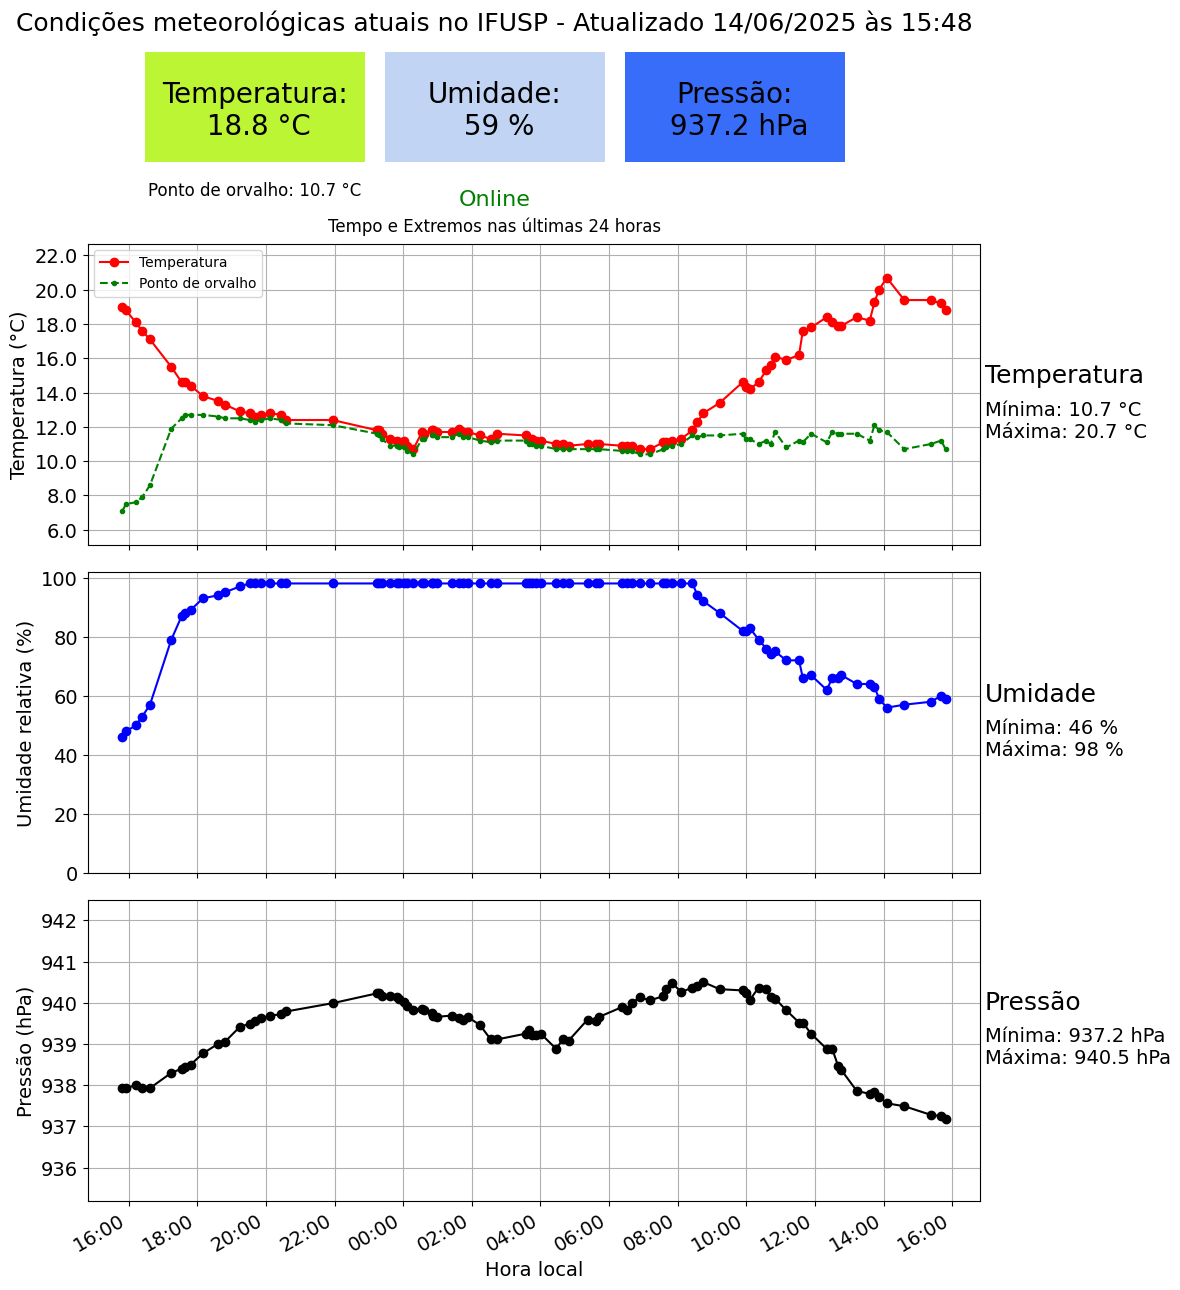 Condições meteorológicas atuais no IFUSP - Atualizado 14/06/2025 às 15:48
Temperatura:
18.8 °C
Umidade:
59 %
Pressão:
937.2 hPa
Ponto de orvalho: 10.7 °C
Online
Tempo e Extremos nas últimas 24 horas
Temperatura (°C)
22.0
20.0
18.0
16.0
14.0
12.0
10.0
8.0
6.0
Temperatura
Ponto de orvalho
Temperatura
Mínima: 10.7 °C
Máxima: 20.7 °C
Umidade relativa (%)
100
80
60
40
20
0
Umidade
Mínima: 46 %
Máxima: 98 %
Pressão (hPa)
942
941
940
939
938
937
936
Pressão
Mínima: 937.2 hPa
Máxima: 940.5 hPa
16:00
18:00
20:00
22:00
00:00
02:00
04:00
06:00
08:00
10:00
12:00
14:00
16:00
Hora local